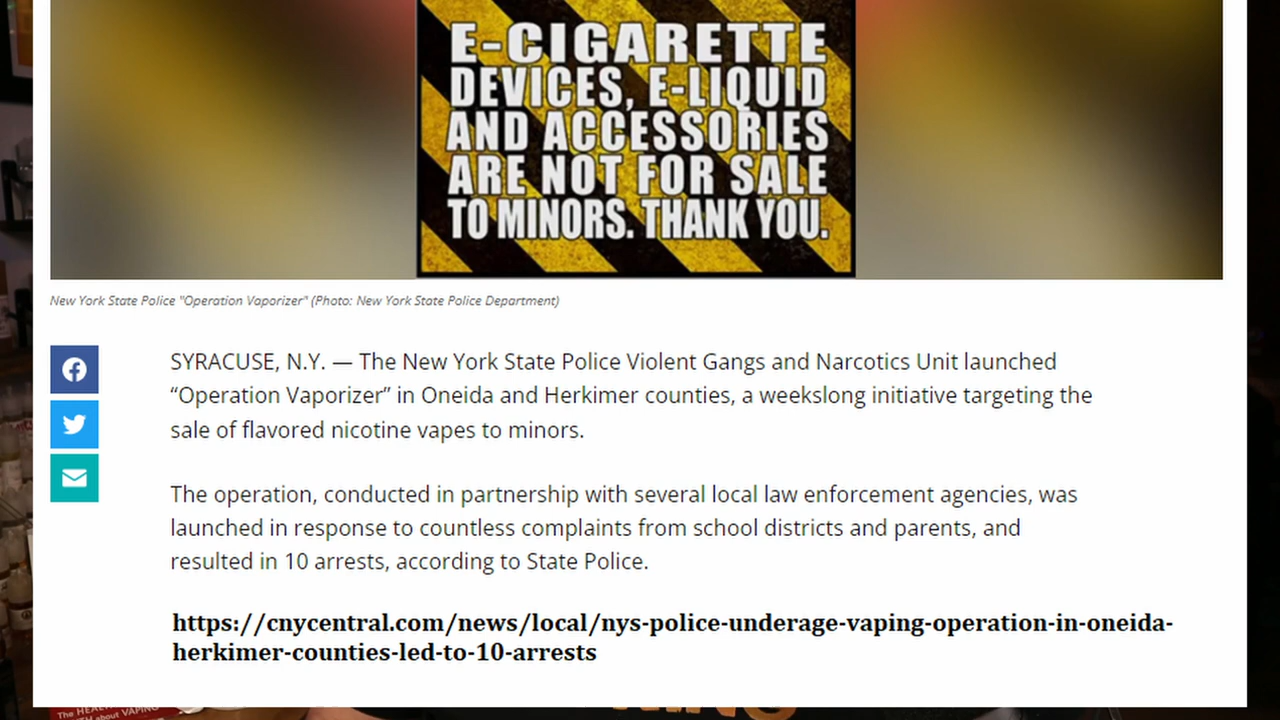 E-CIGARETTE
DEVICES, E-LIQUID
AND ACCESSORIES
ARE NOT FOR SALE
TO MINORS. THANK YOU.
New York State Police "Operation Vaporizer" (Photo: New York State Police Department)
SYRACUSE, N.Y. — The New York State Police Violent Gangs and Narcotics Unit launched
“Operation Vaporizer” in Oneida and Herkimer counties, a weekslong initiative targeting the
sale of flavored nicotine vapes to minors.
The operation, conducted in partnership with several local law enforcement agencies, was
launched in response to countless complaints from school districts and parents, and
resulted in 10 arrests, according to State Police.
https://cnycentral.com/news/local/nys-police-underage-vaping-operation-in-oneida-
herkimer-counties-led-to-10-arrests
The
about VAPING